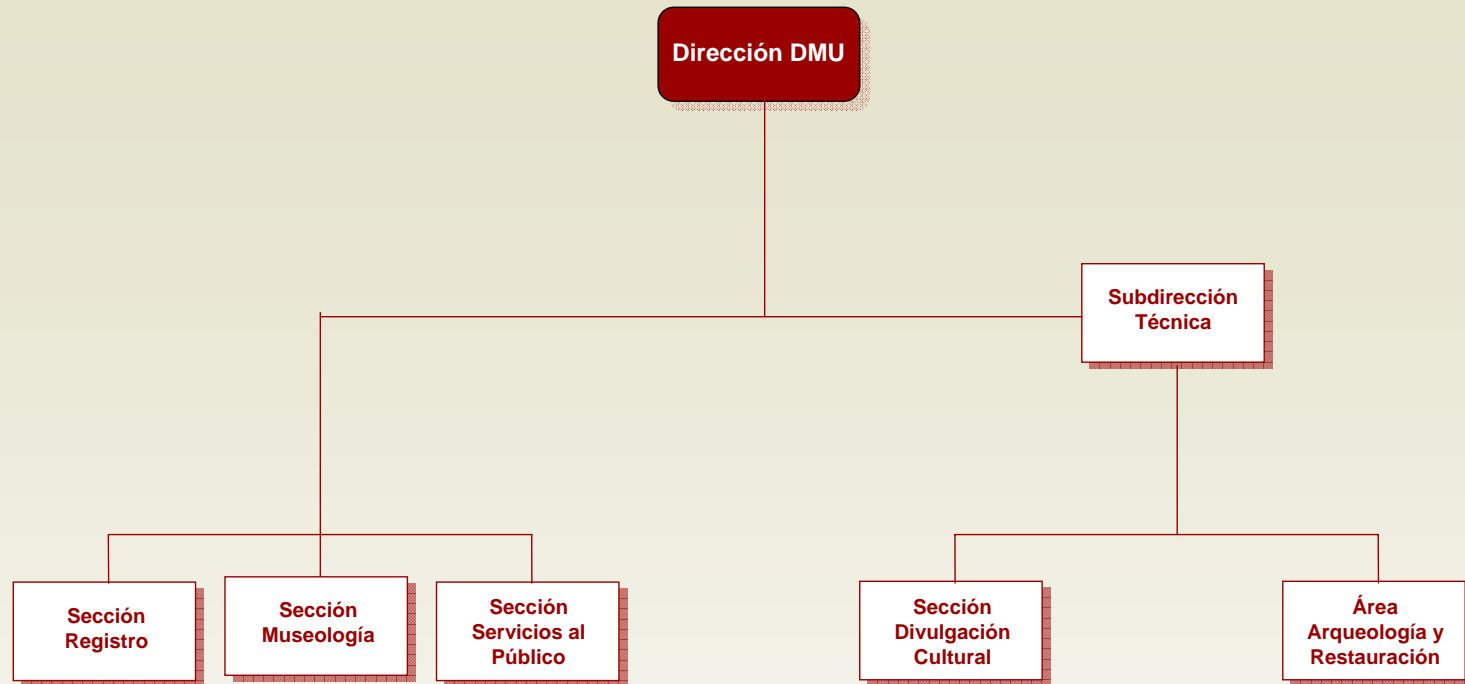 Dirección DMU
Subdirección
Técnica
Sección
Registro
Sección
Museología
Sección
Servicios al
Público
Sección
Divulgación
Cultural
Área
Arqueología y
Restauración